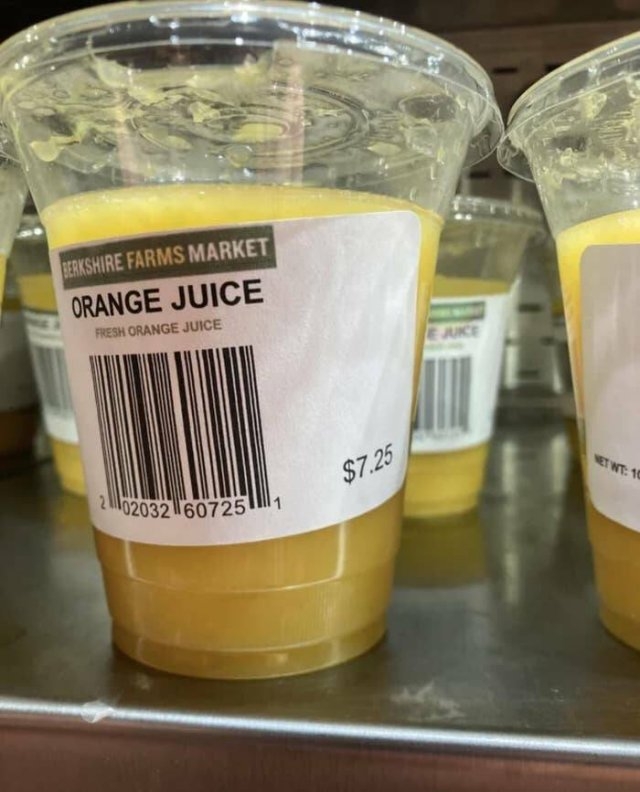 BERKSHIRE FARMS MARKET
ORANGE JUICE
FRESH ORANGE JUICE
2 02032 60725 1
$7.25
JUICE
NET WT: